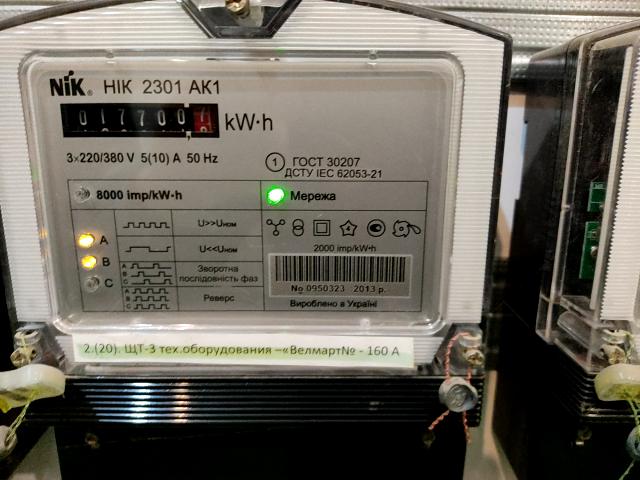 NiK® НІК 2301 АК1
017700,7 kW·h
3×220/380 V 5(10) A 50 Hz
1 ГОСТ 30207
ДСТУ IEC 62053-21
8000 imp/kW·h
Мережа
A
B
C
U>>Uном
U<<Uном
A B C Зворотна
послідовність фаз
A B C Реверс
2000 imp/kW·h
No 0950323 2013 р.
Вироблено в Україні
2.(20). ЩТ-3 тех.оборудования –«Велмарт№ - 160 А